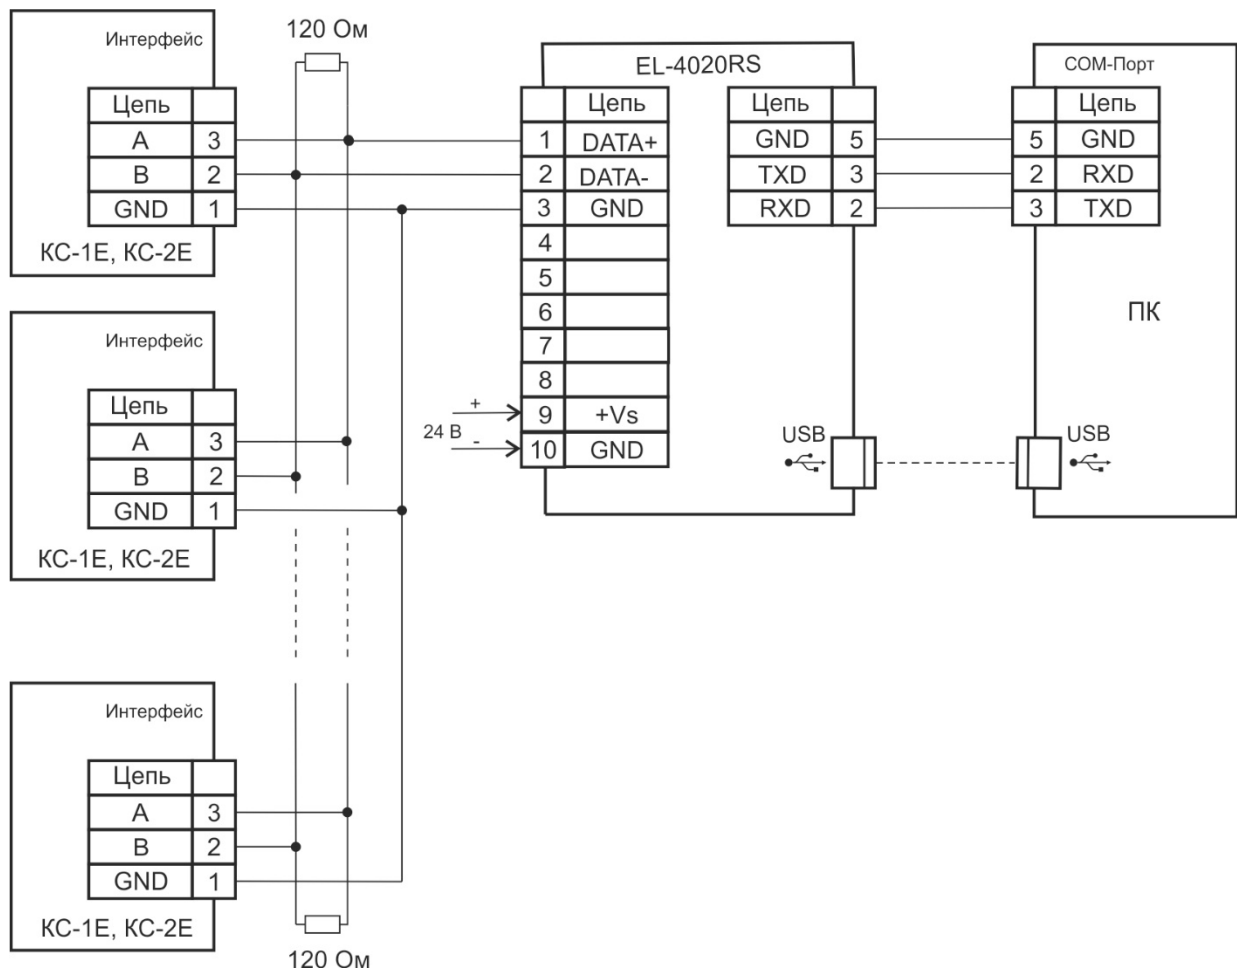 120 Ом
Интерфейс
Цепь
A 3
B 2
GND 1
КС-1Е, КС-2Е
Интерфейс
Цепь
A 3
B 2
GND 1
КС-1Е, КС-2Е
Интерфейс
Цепь
A 3
B 2
GND 1
КС-1Е, КС-2Е
120 Ом
EL-4020RS
Цепь
1 DATA+
2 DATA-
3 GND
4
5
6
7
8
9 +Vs
10 GND
+
24 В
-
Цепь
GND 5
TXD 3
RXD 2
USB
COM-Порт
Цепь
5 GND
2 RXD
3 TXD
ПК
USB